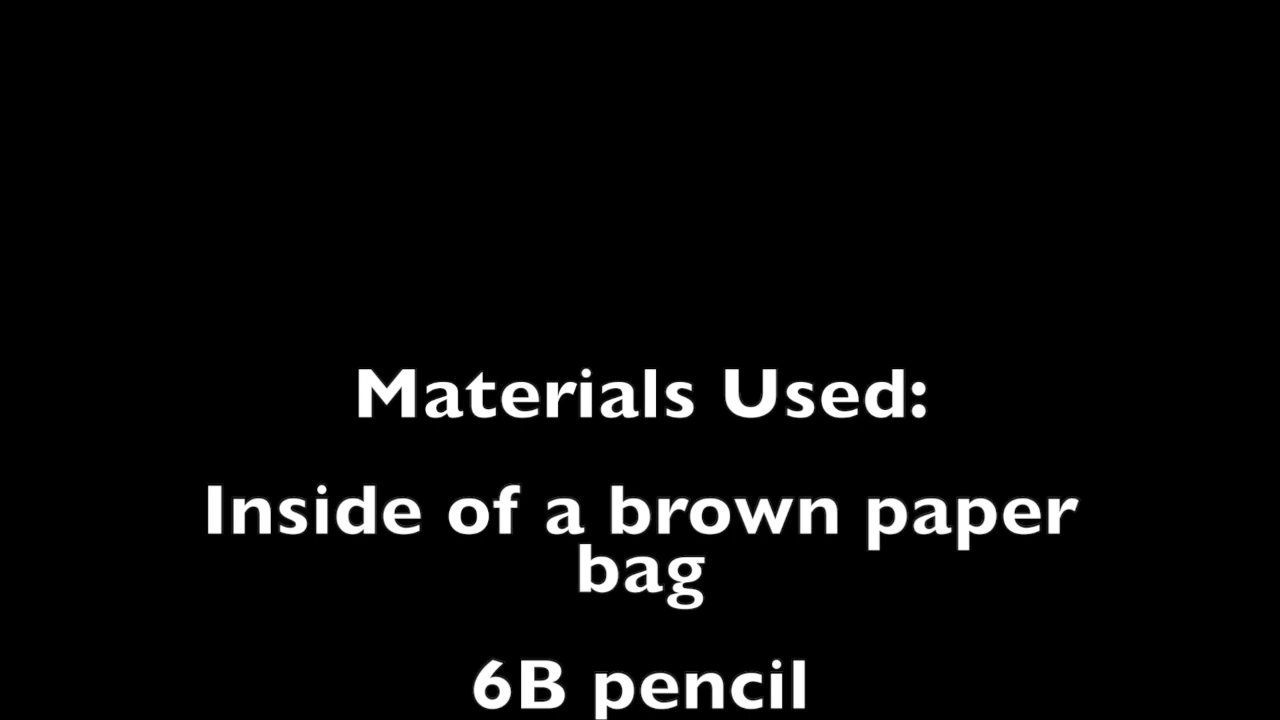 Materials Used:
Inside of a brown paper
bag
6B pencil